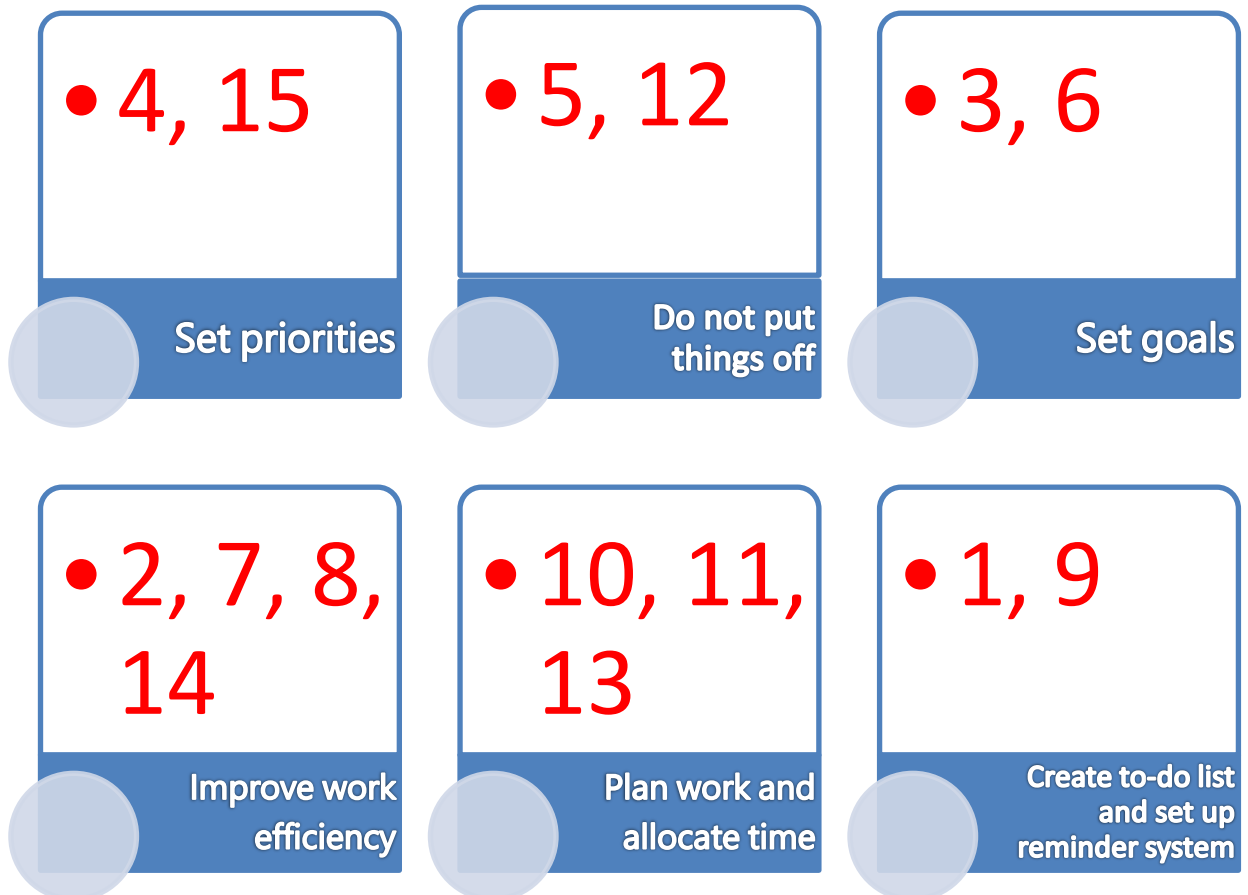 • 4, 15
Set priorities
• 5, 12
Do not put
things off
• 3, 6
Set goals
• 2, 7, 8,
14
Improve work
efficiency
• 10, 11,
13
Plan work and
allocate time
• 1, 9
Create to-do list
and set up
reminder system